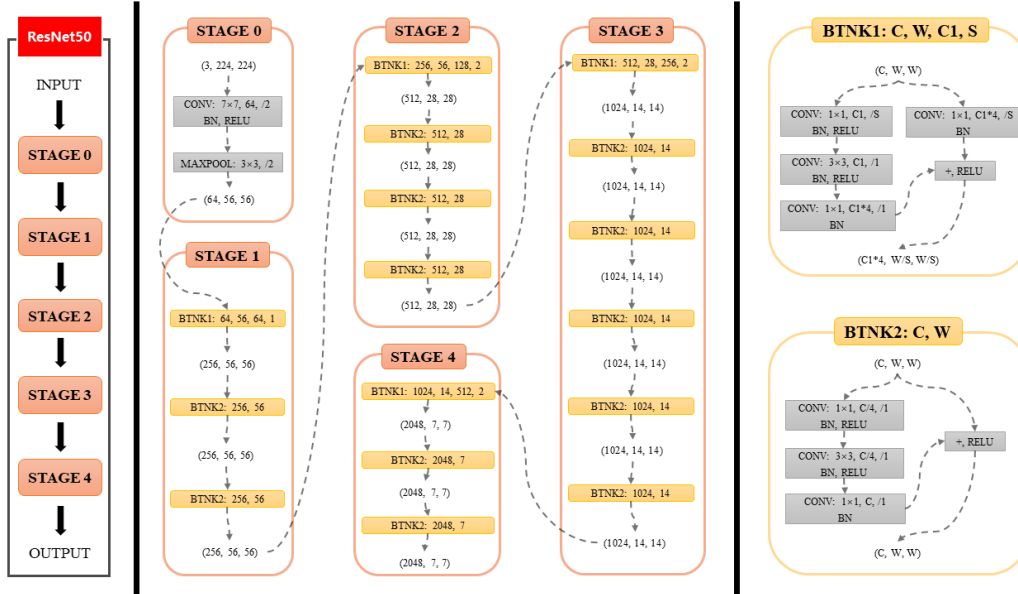 ResNet50
INPUT
STAGE 0
STAGE 1
STAGE 2
STAGE 3
STAGE 4
OUTPUT
STAGE 0
(3, 224, 224)
CONV: 7×7, 64, /2
BN, RELU
MAXPOOL: 3×3, /2
(64, 56, 56)
STAGE 1
BTNK1: 64, 56, 64, 1
(256, 56, 56)
BTNK2: 256, 56
(256, 56, 56)
BTNK2: 256, 56
(256, 56, 56)
STAGE 2
BTNK1: 256, 56, 128, 2
(512, 28, 28)
BTNK2: 512, 28
(512, 28, 28)
BTNK2: 512, 28
(512, 28, 28)
BTNK2: 512, 28
(512, 28, 28)
STAGE 3
BTNK1: 512, 28, 256, 2
(1024, 14, 14)
BTNK2: 1024, 14
(1024, 14, 14)
BTNK2: 1024, 14
(1024, 14, 14)
BTNK2: 1024, 14
(1024, 14, 14)
BTNK2: 1024, 14
(1024, 14, 14)
BTNK2: 1024, 14
(1024, 14, 14)
STAGE 4
BTNK1: 1024, 14, 512, 2
(2048, 7, 7)
BTNK2: 2048, 7
(2048, 7, 7)
BTNK2: 2048, 7
(2048, 7, 7)
BTNK1: C, W, C1, S
(C, W, W)
CONV: 1×1, C1, /S
BN, RELU
CONV: 3×3, C1, /1
BN, RELU
CONV: 1×1, C1*4, /1
BN
CONV: 1×1, C1*4, /S
BN
+, RELU
(C1*4, W/S, W/S)
BTNK2: C, W
(C, W, W)
CONV: 1×1, C/4, /1
BN, RELU
CONV: 3×3, C/4, /1
BN, RELU
CONV: 1×1, C, /1
BN
+, RELU
(C, W, W)